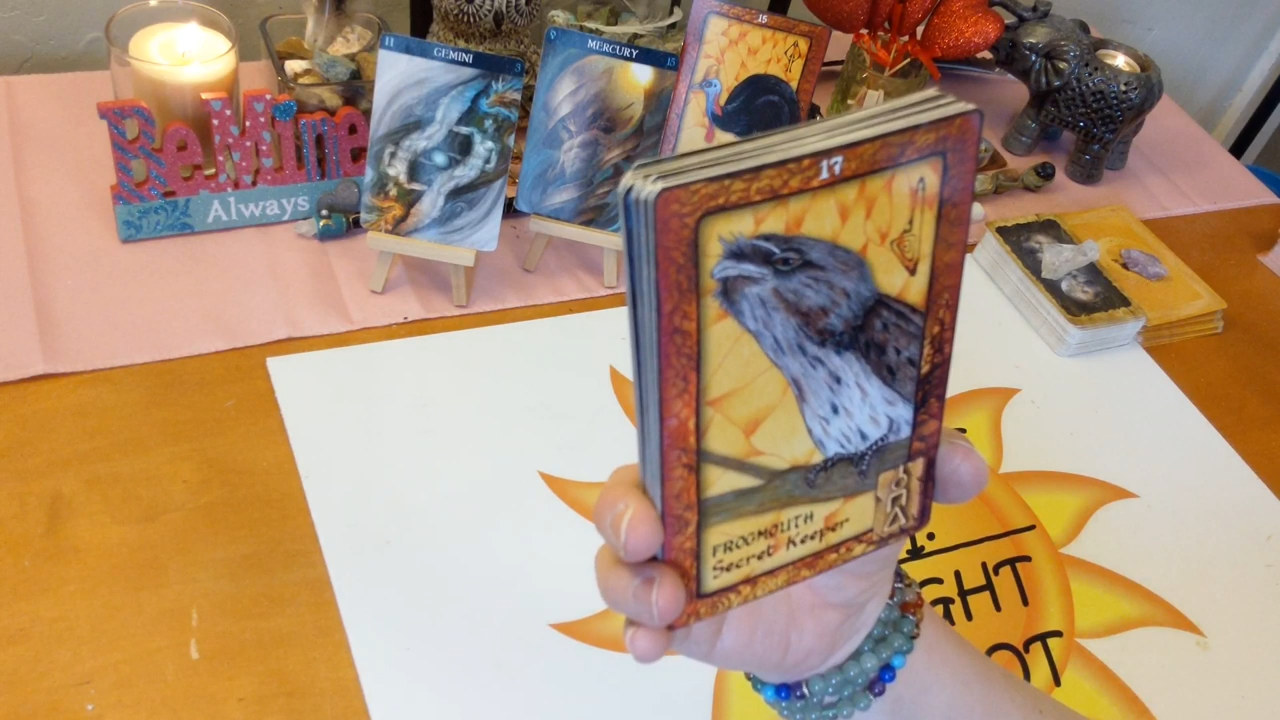 11 GEMINI 3
9 MERCURY 15
15
Be Mine
Always
17
FROGMOUTH
Secret Keeper
GHT
OT